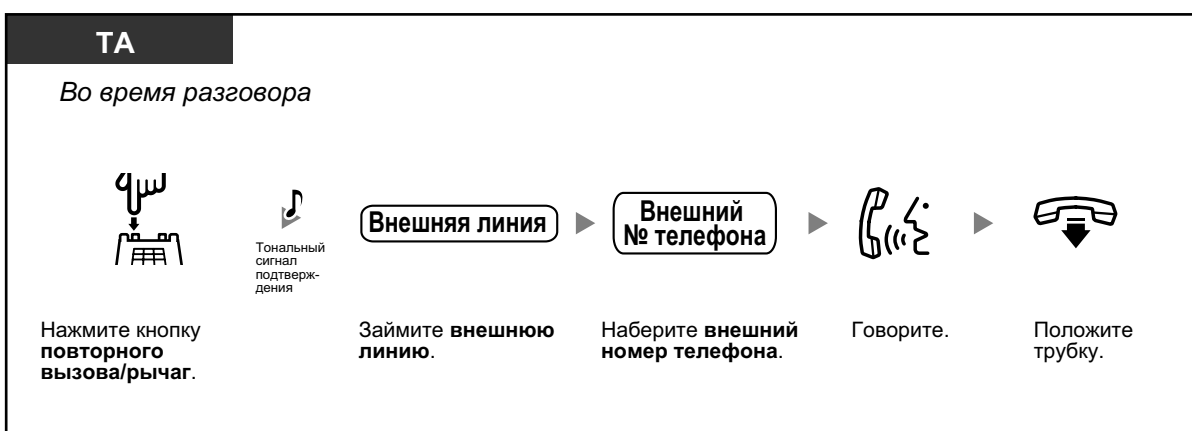 ТА
Во время разговора
Тональный
сигнал
подтверж-
дения
Внешняя линия
Внешний
№ телефона
Нажмите кнопку
повторного
вызова/рычаг.
Займите внешнюю
линию.
Наберите внешний
номер телефона.
Говорите.
Положите
трубку.